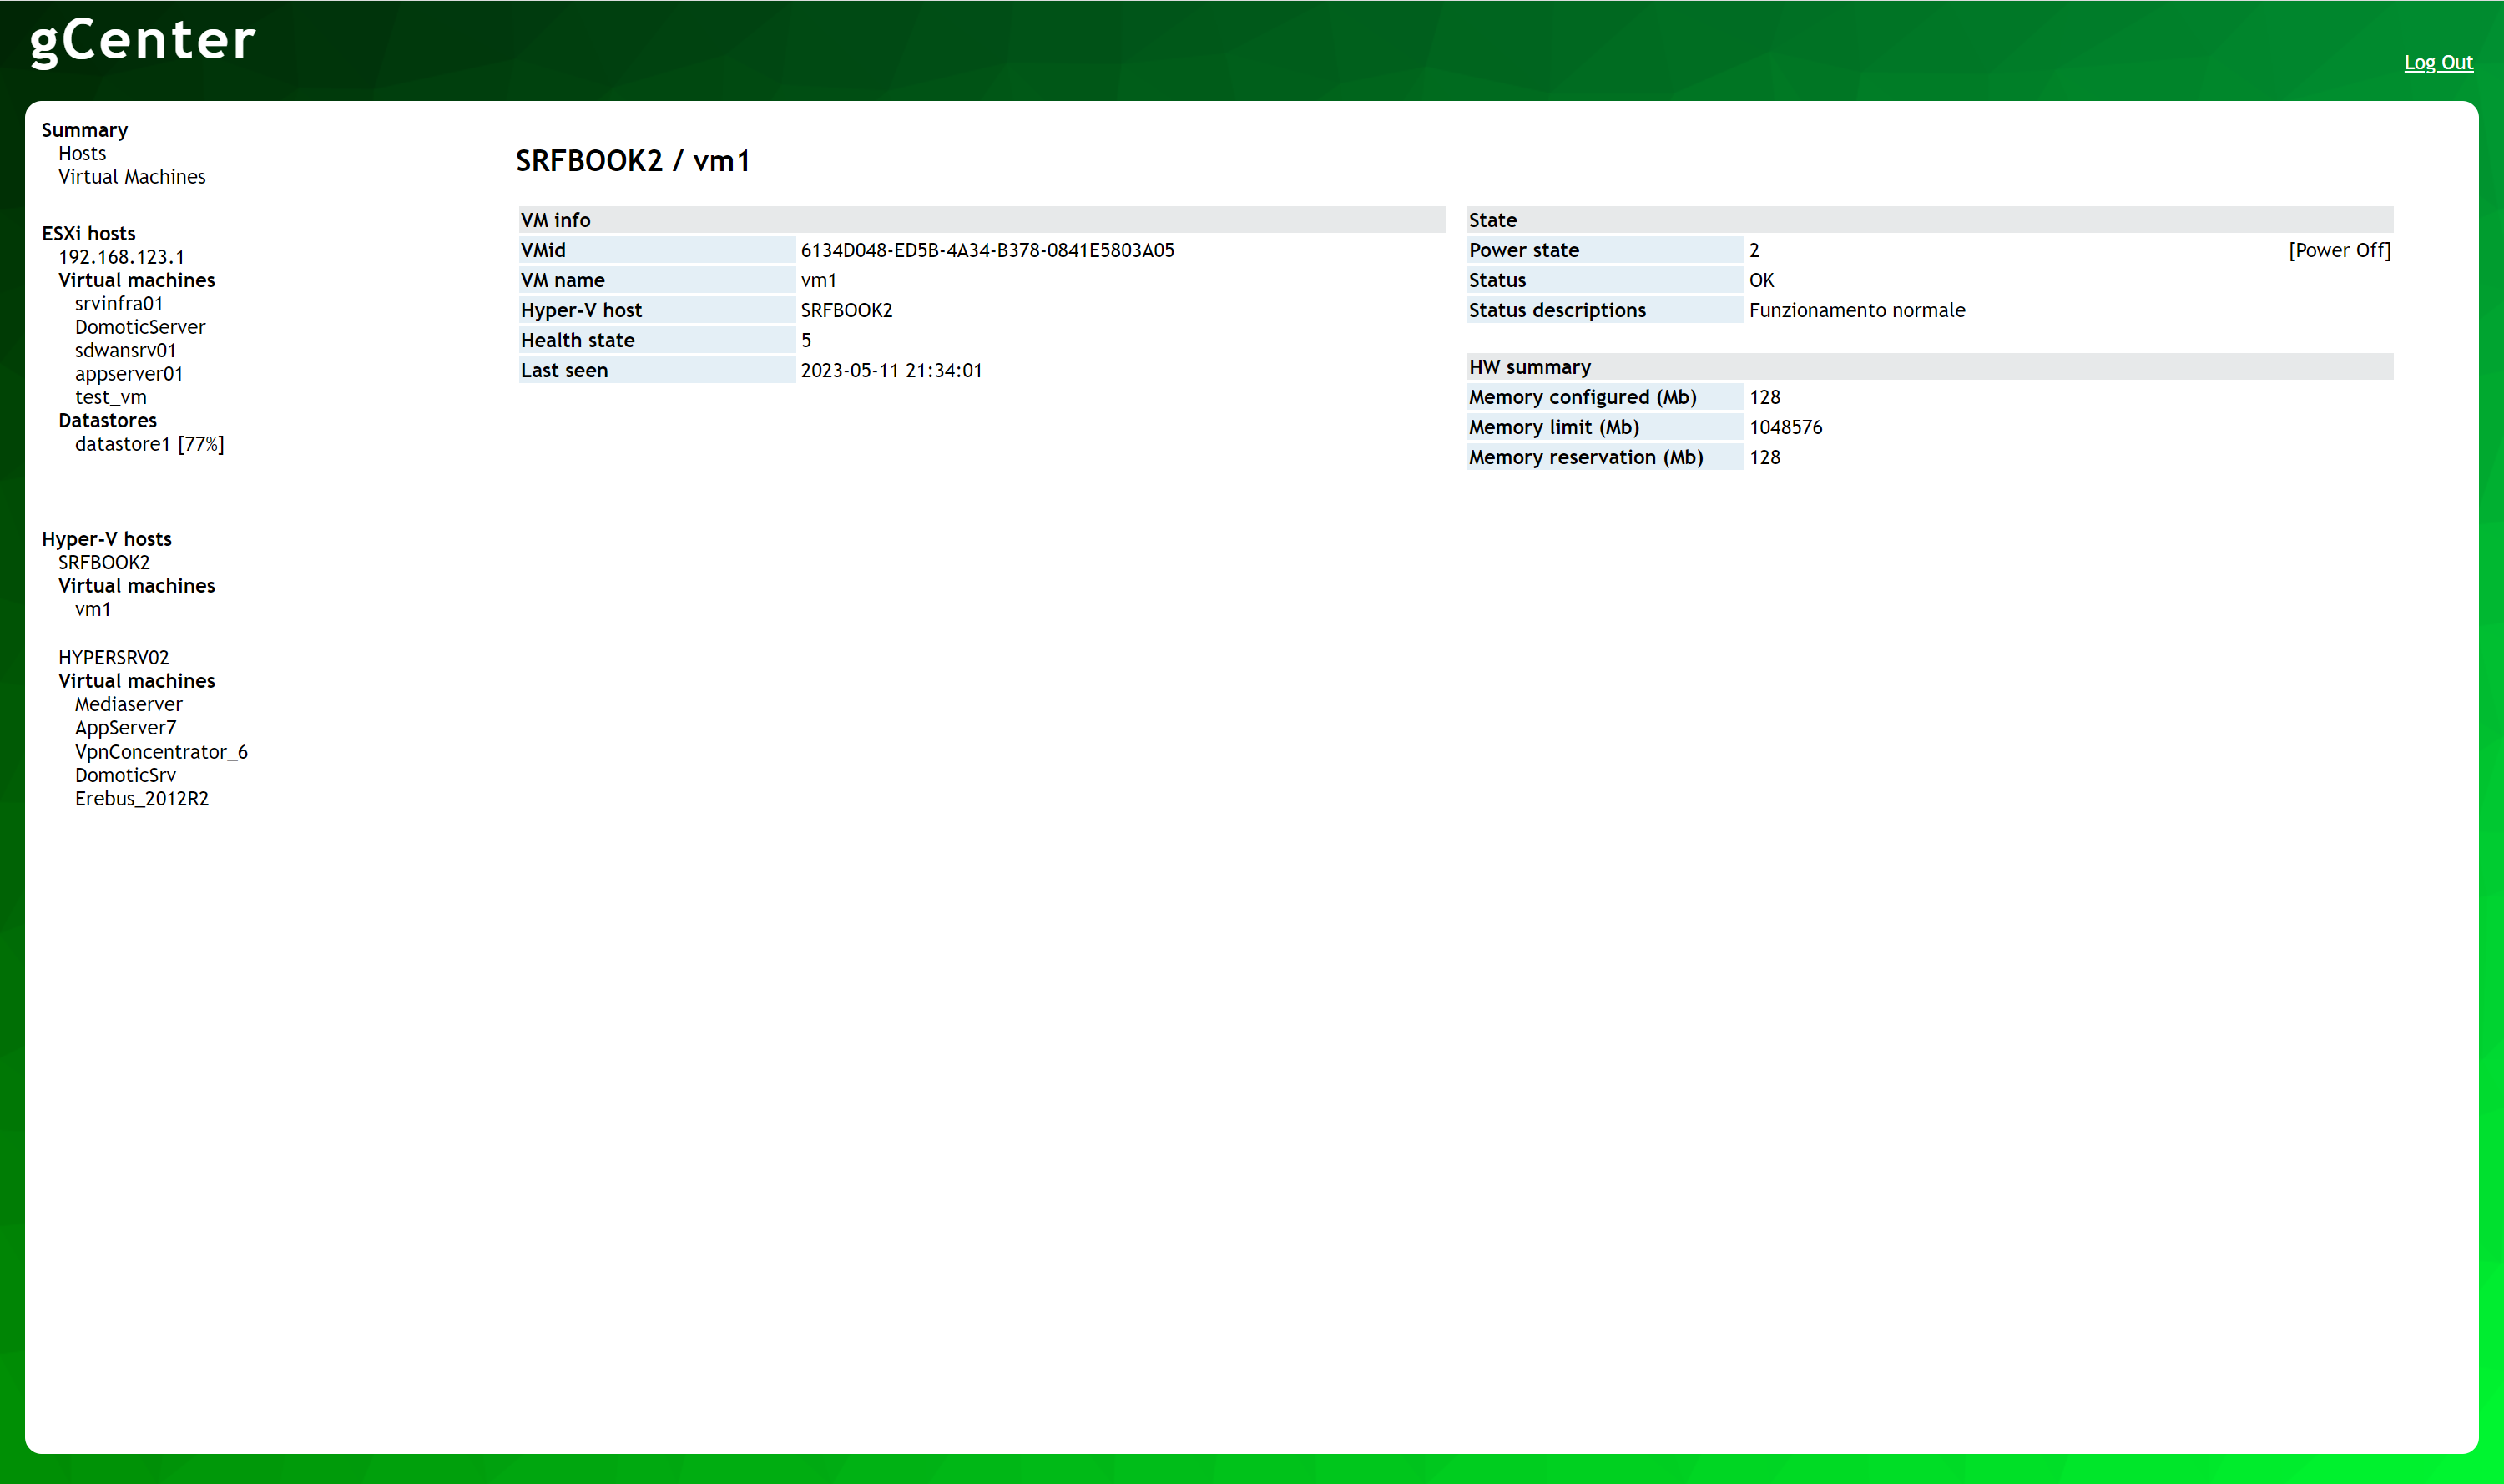 gCenter
Log Out
Summary
Hosts
Virtual Machines
ESXi hosts
192.168.123.1
Virtual machines
srvinfra01
DomoticServer
sdwansrv01
appserver01
test_vm
Datastores
datastore1 [77%]
Hyper-V hosts
SRFBOOK2
Virtual machines
vm1
HYPERSRV02
Virtual machines
Mediaserver
AppServer7
VpnConcentrator_6
DomoticSrv
Erebus_2012R2
SRFBOOK2 / vm1
VM info
VMid 6134D048-ED5B-4A34-B378-0841E5803A05
VM name vm1
Hyper-V host SRFBOOK2
Health state 5
Last seen 2023-05-11 21:34:01
State
Power state 2 [Power Off]
Status OK
Status descriptions Funzionamento normale
HW summary
Memory configured (Mb) 128
Memory limit (Mb) 1048576
Memory reservation (Mb) 128